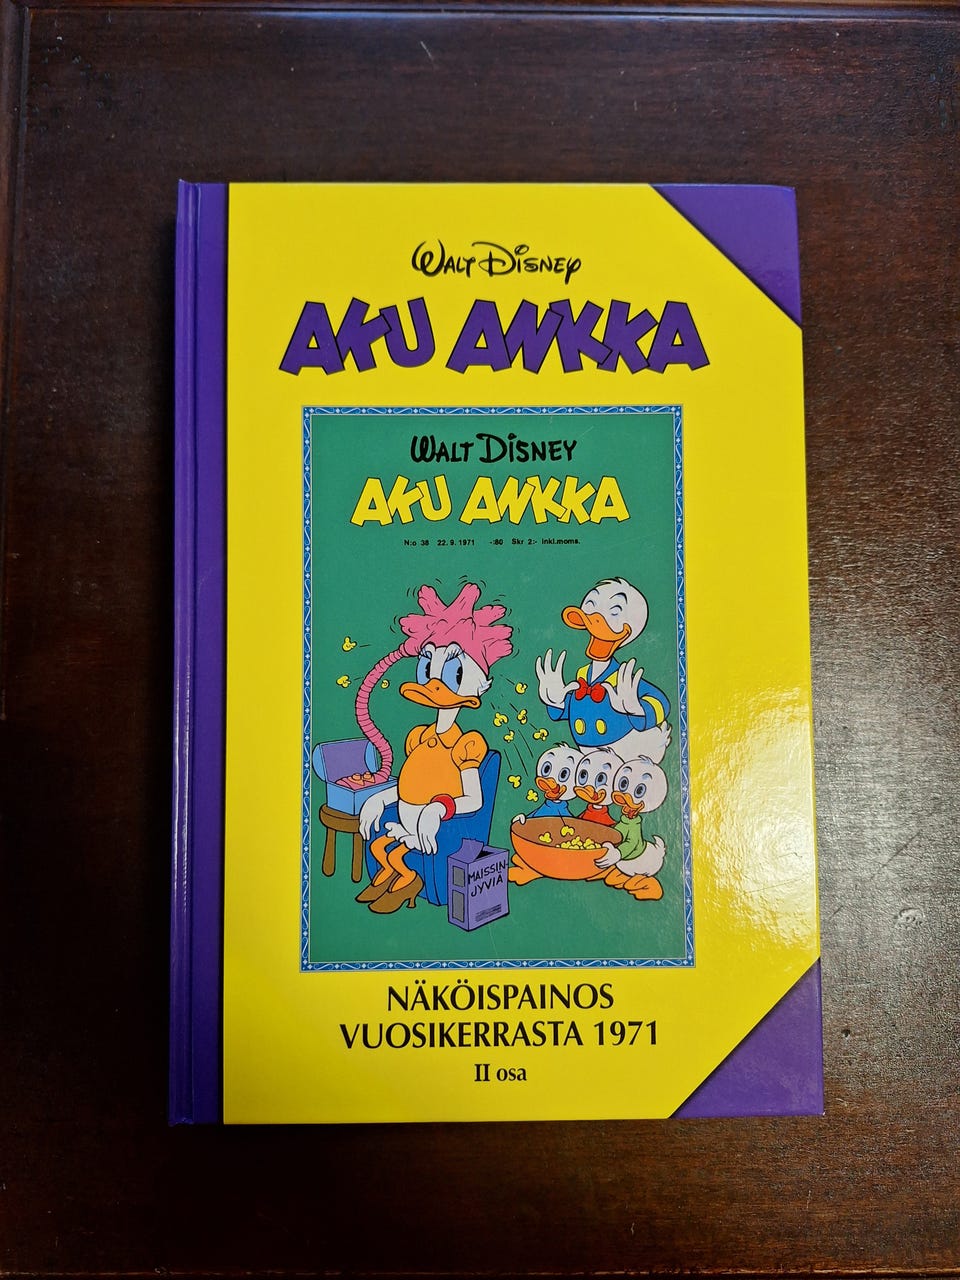 WALT DISNEY
AKU ANKKA
WALT DISNEY
AKU ANKKA
N:o 38 22.9.1971 -:80 Skr 2:- inkl.moms.
MAISSIN-
JYVIÄ
NÄKÖISPAINOS
VUOSIKERRASTA 1971
II osa